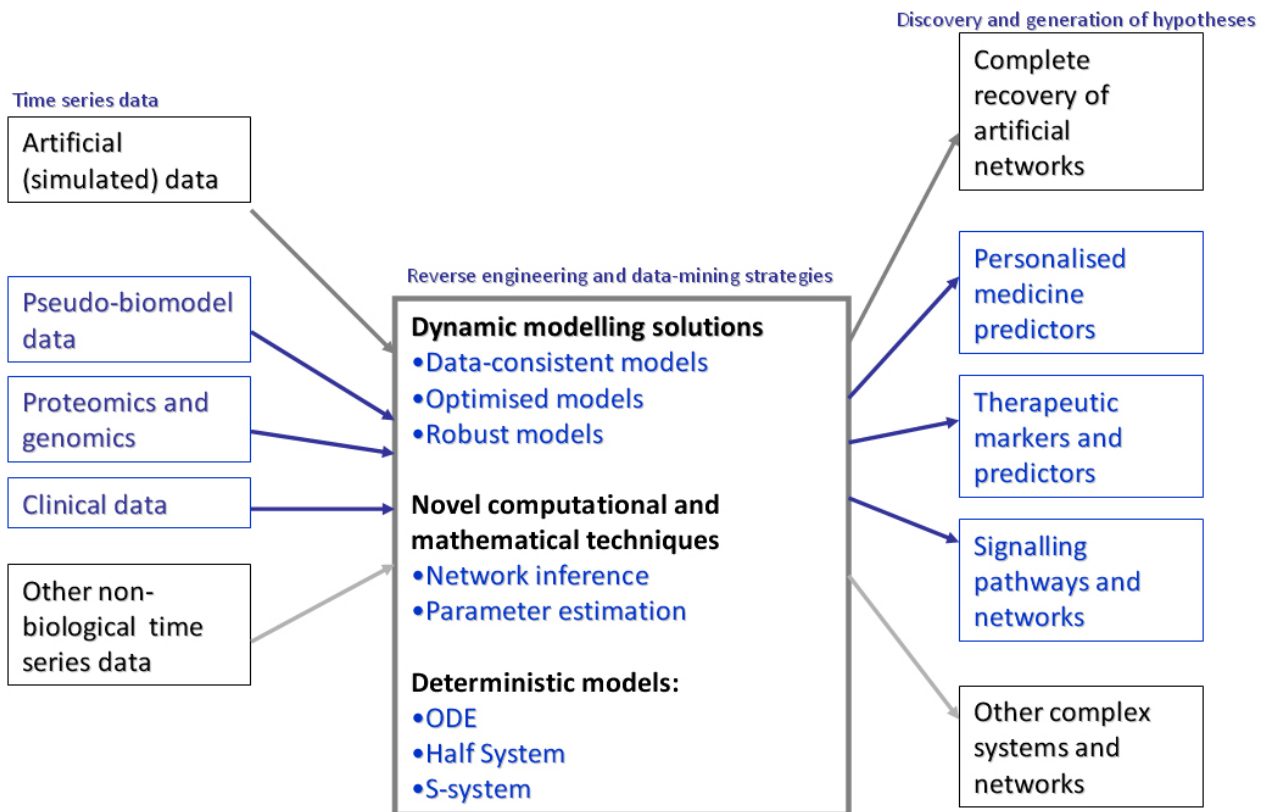 Time series data
Artificial
(simulated) data
Pseudo-biomodel
data
Proteomics and
genomics
Clinical data
Other non-
biological time
series data
Reverse engineering and data-mining strategies
Dynamic modelling solutions
•Data-consistent models
•Optimised models
•Robust models
Novel computational and
mathematical techniques
•Network inference
•Parameter estimation
Deterministic models:
•ODE
•Half System
•S-system
Discovery and generation of hypotheses
Complete
recovery of
artificial
networks
Personalised
medicine
predictors
Therapeutic
markers and
predictors
Signalling
pathways and
networks
Other complex
systems and
networks